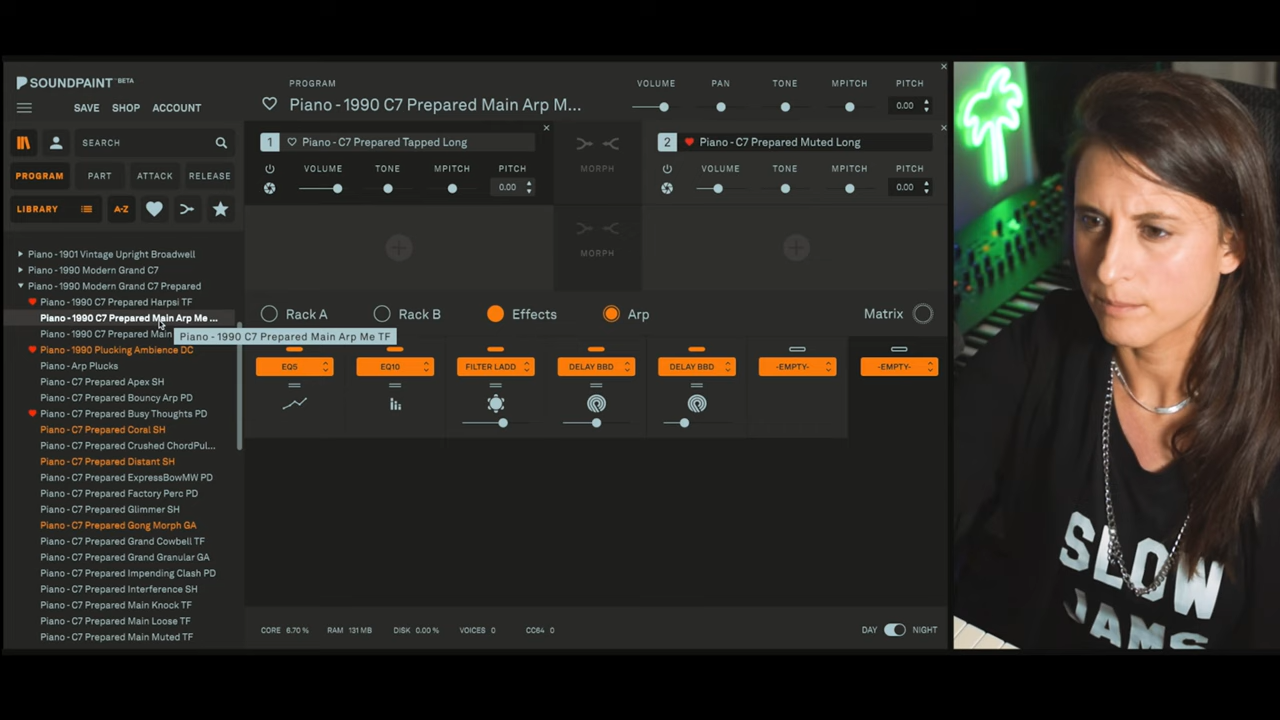 SOUNDPAINT BETA
SAVE SHOP ACCOUNT
SEARCH
PROGRAM PART ATTACK RELEASE
LIBRARY A-Z
Piano - 1901 Vintage Upright Broadwell
Piano - 1990 Modern Grand C7
Piano - 1990 Modern Grand C7 Prepared
Piano - 1990 C7 Prepared Harpsi TF
Piano - 1990 C7 Prepared Main Arp Me ...
Piano - 1990 C7 Prepared Main
Piano - 1990 C7 Prepared Main Arp Me TF
Piano - 1990 Plucking Ambience DC
Piano - Arp Plucks
Piano - C7 Prepared Apex SH
Piano - C7 Prepared Bouncy Arp PD
Piano - C7 Prepared Busy Thoughts PD
Piano - C7 Prepared Coral SH
Piano - C7 Prepared Crushed ChordPul...
Piano - C7 Prepared Distant SH
Piano - C7 Prepared ExpressBowMW PD
Piano - C7 Prepared Factory Perc PD
Piano - C7 Prepared Glimmer SH
Piano - C7 Prepared Gong Morph GA
Piano - C7 Prepared Grand Cowbell TF
Piano - C7 Prepared Grand Granular GA
Piano - C7 Prepared Impending Clash PD
Piano - C7 Prepared Interference SH
Piano - C7 Prepared Main Knock TF
Piano - C7 Prepared Main Loose TF
Piano - C7 Prepared Main Muted TF
PROGRAM
Piano - 1990 C7 Prepared Main Arp M...
VOLUME PAN TONE MPITCH PITCH
0.00
1 Piano - C7 Prepared Tapped Long
VOLUME TONE MPITCH PITCH
0.00
MORPH
2 Piano - C7 Prepared Muted Long
VOLUME TONE MPITCH PITCH
0.00
MORPH
Rack A Rack B Effects Arp Matrix
EQ5 EQ10 FILTER LADD DELAY BBD DELAY BBD -EMPTY- -EMPTY-
CORE 6.70 % RAM 131 MB DISK 0.00 % VOICES 0 CC64 0 DAY NIGHT
SLOW
JAMS